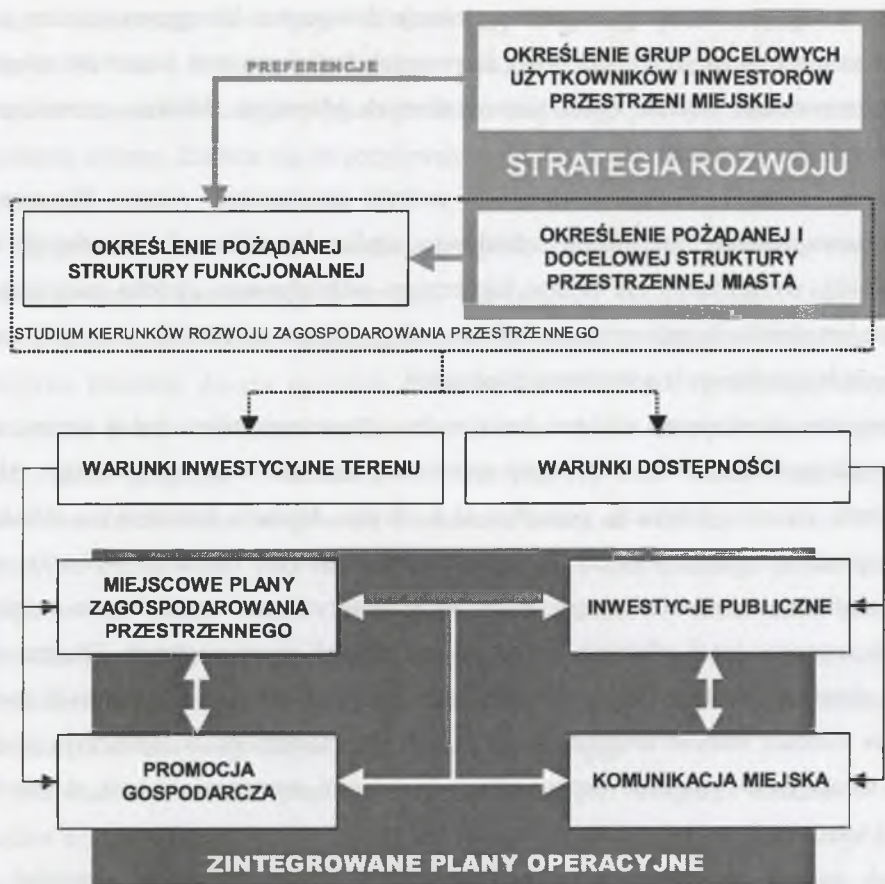 OKREŚLENIE GRUP DOCELOWYCH
UŻYTKOWNIKÓW I INWESTORÓW
PRZESTRZENI MIEJSKIEJ
PREFERENCJE
STRATEGIA ROZWOJU
OKREŚLENIE POŻĄDANEJ
STRUKTURY FUNKCJONALNEJ
OKREŚLENIE POŻĄDANEJ I
DOCELOWEJ STRUKTURY
PRZESTRZENNEJ MIASTA
STUDIUM KIERUNKÓW ROZWOJU ZAGOSPODAROWANIA PRZESTRZENNEGO
WARUNKI INWESTYCYJNE TERENU
WARUNKI DOSTĘPNOŚCI
MIEJSCOWE PLANY
ZAGOSPODAROWANIA
PRZESTRZENNEGO
INWESTYCJE PUBLICZNE
PROMOCJA
GOSPODARCZA
KOMUNIKACJA MIEJSKA
ZINTEGROWANE PLANY OPERACYJNE